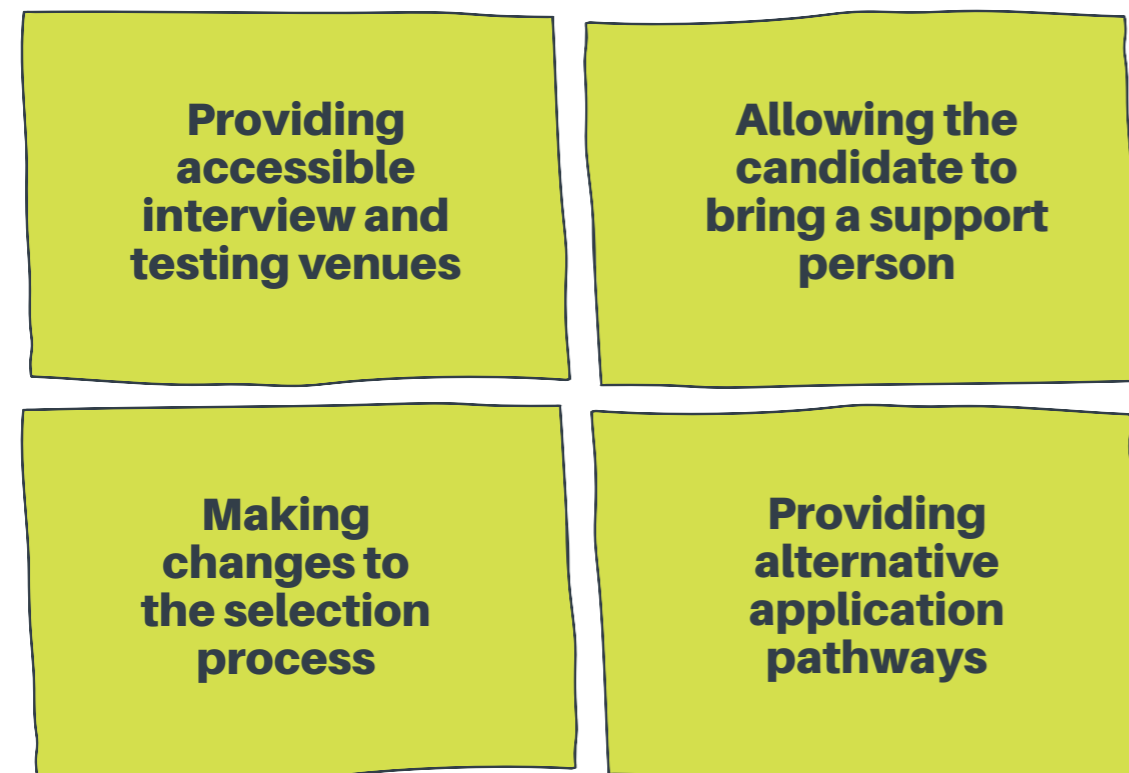 Providing
accessible
interview and
testing venues
Allowing the
candidate to
bring a support
person
Making
changes to
the selection
process
Providing
alternative
application
pathways